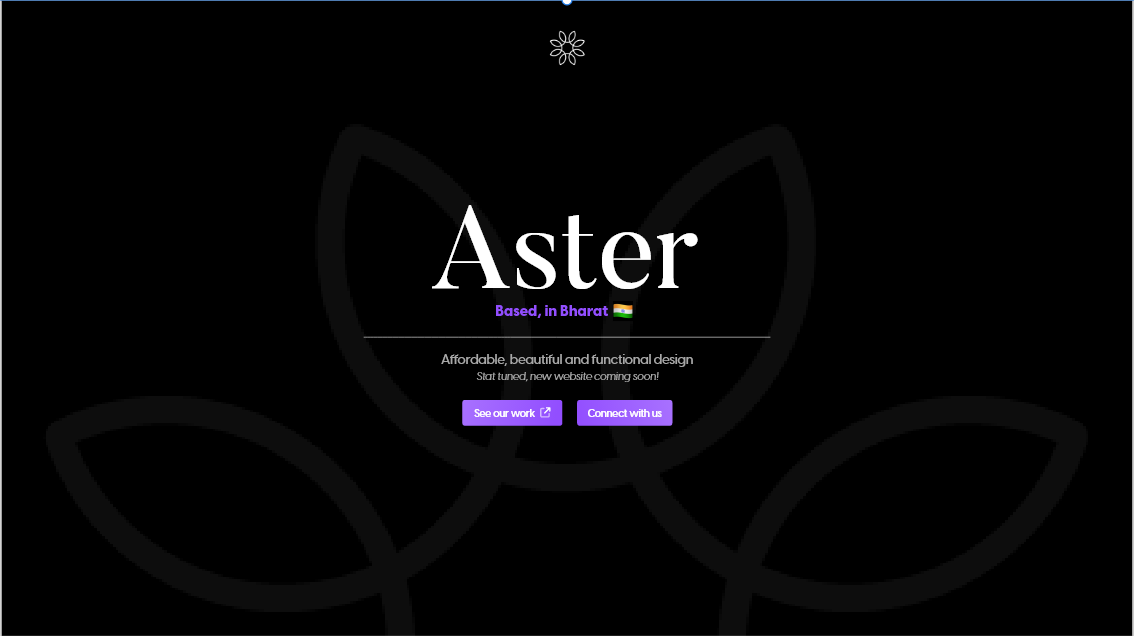 Aster
Based, in Bharat 🇮🇳
Affordable, beautiful and functional design
Stat tuned, new website coming soon!
See our work
Connect with us